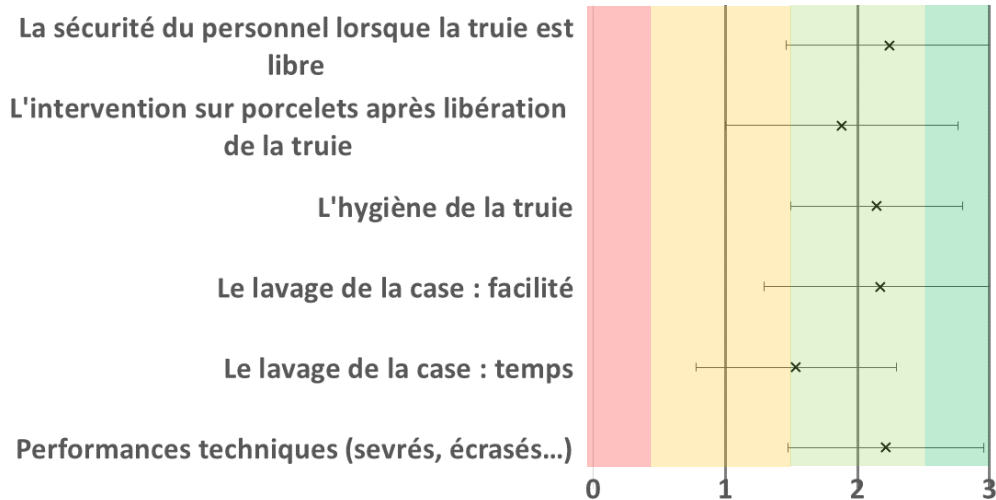 La sécurité du personnel lorsque la truie est
libre
L'intervention sur porcelets après libération
de la truie
L'hygiène de la truie
Le lavage de la case : facilité
Le lavage de la case : temps
Performances techniques (sevrés, écrasés...)
0 1 2 3